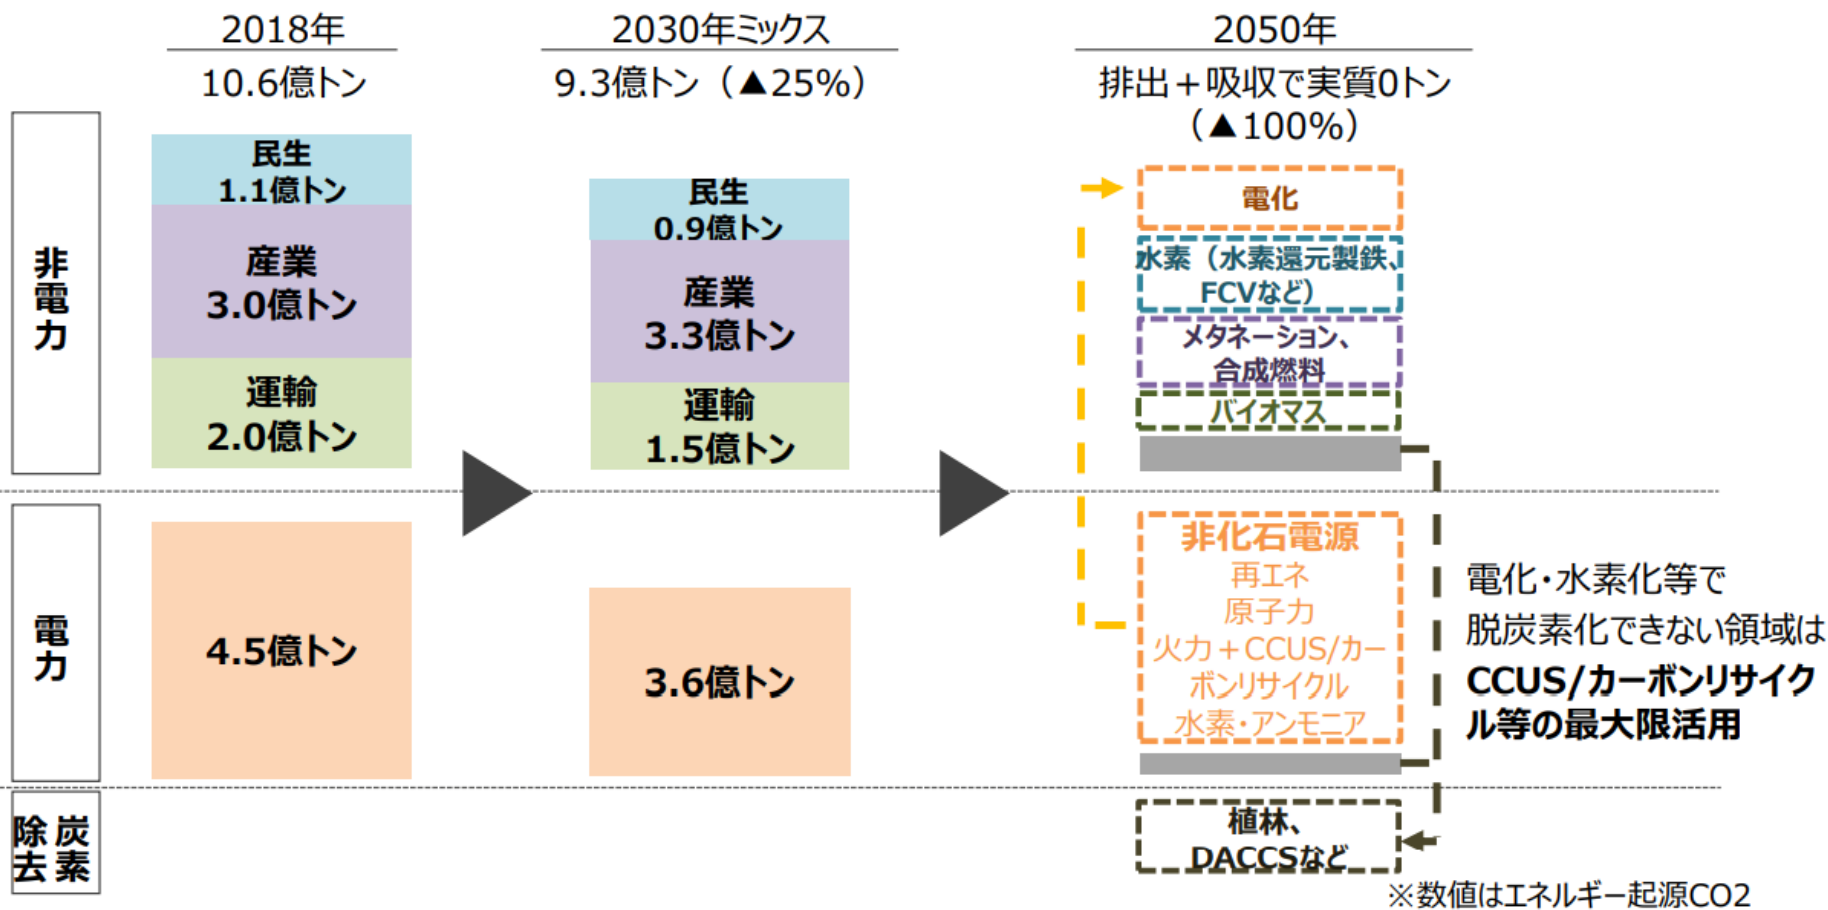 2018年
10.6億トン
2030年ミックス
9.3億トン（▲25%）
2050年
排出＋吸収で実質0トン
（▲100%）
非電力
民生
1.1億トン
産業
3.0億トン
運輸
2.0億トン
民生
0.9億トン
産業
3.3億トン
運輸
1.5億トン
電化
水素（水素還元製鉄、
FCVなど）
メタネーション、
合成燃料
バイオマス
電力
4.5億トン
3.6億トン
非化石電源
再エネ
原子力
火力＋CCUS/カー
ボンリサイクル
水素・アンモニア
電化・水素化等で
脱炭素化できない領域は
CCUS/カーボンリサイク
ル等の最大限活用
炭素
除去
植林、
DACCSなど
※数値はエネルギー起源CO2